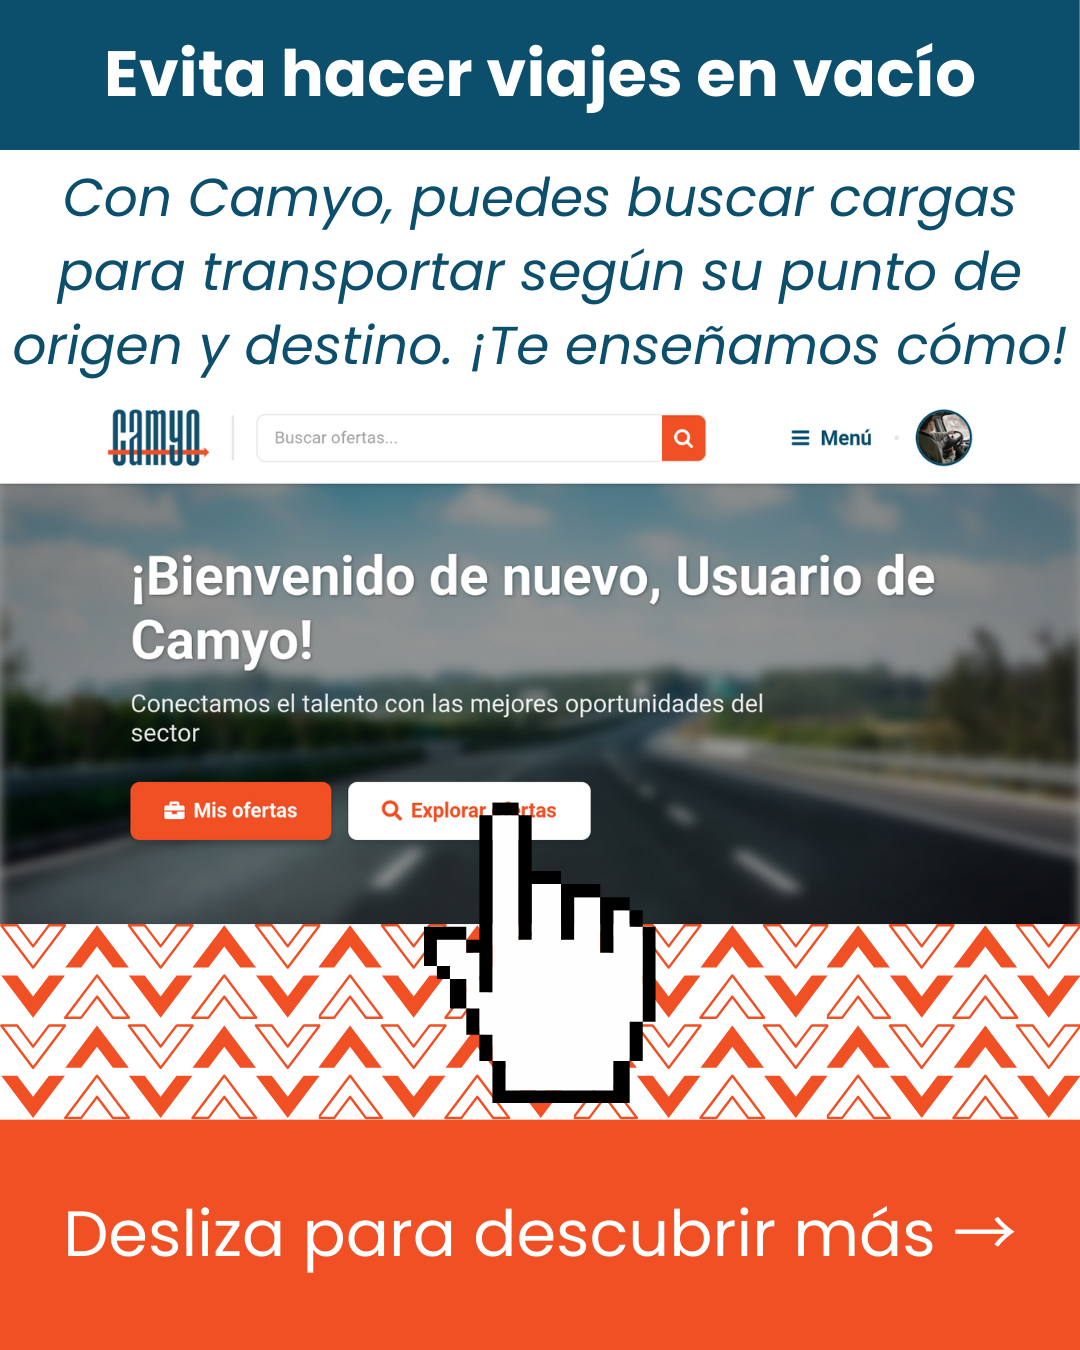 Evita hacer viajes en vacío
Con Camyo, puedes buscar cargas
para transportar según su punto de
origen y destino. ¡Te enseñamos cómo!
camyo
Buscar ofertas...
Menú
¡Bienvenido de nuevo, Usuario de
Camyo!
Conectamos el talento con las mejores oportunidades del
sector
Mis ofertas
Explorar
Desliza para descubrir más →